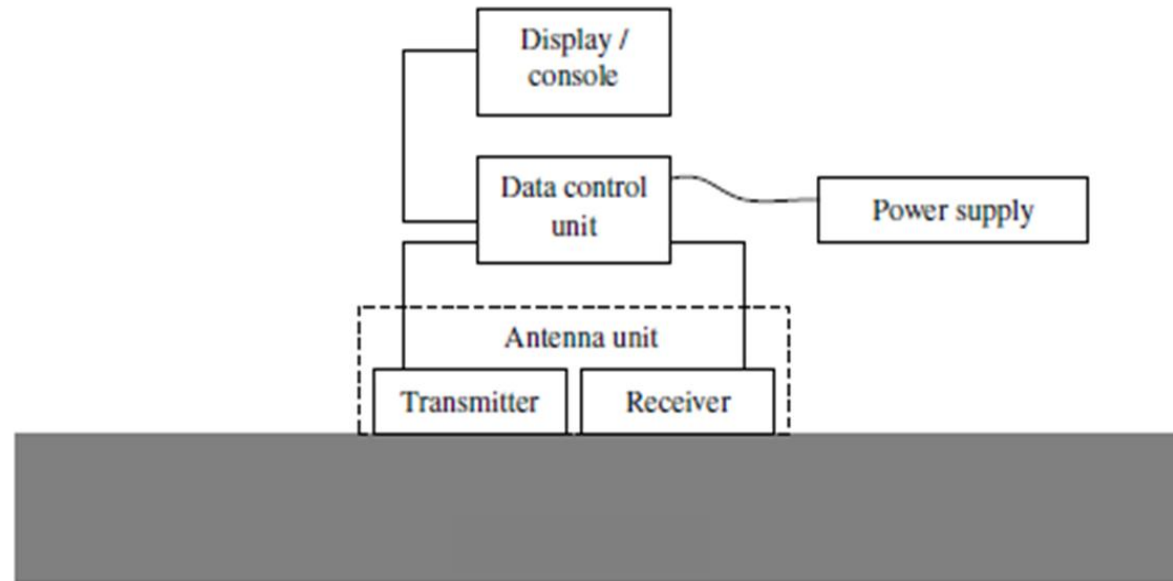 Display /
console
Data control
unit
Power supply
Antenna unit
Transmitter
Receiver